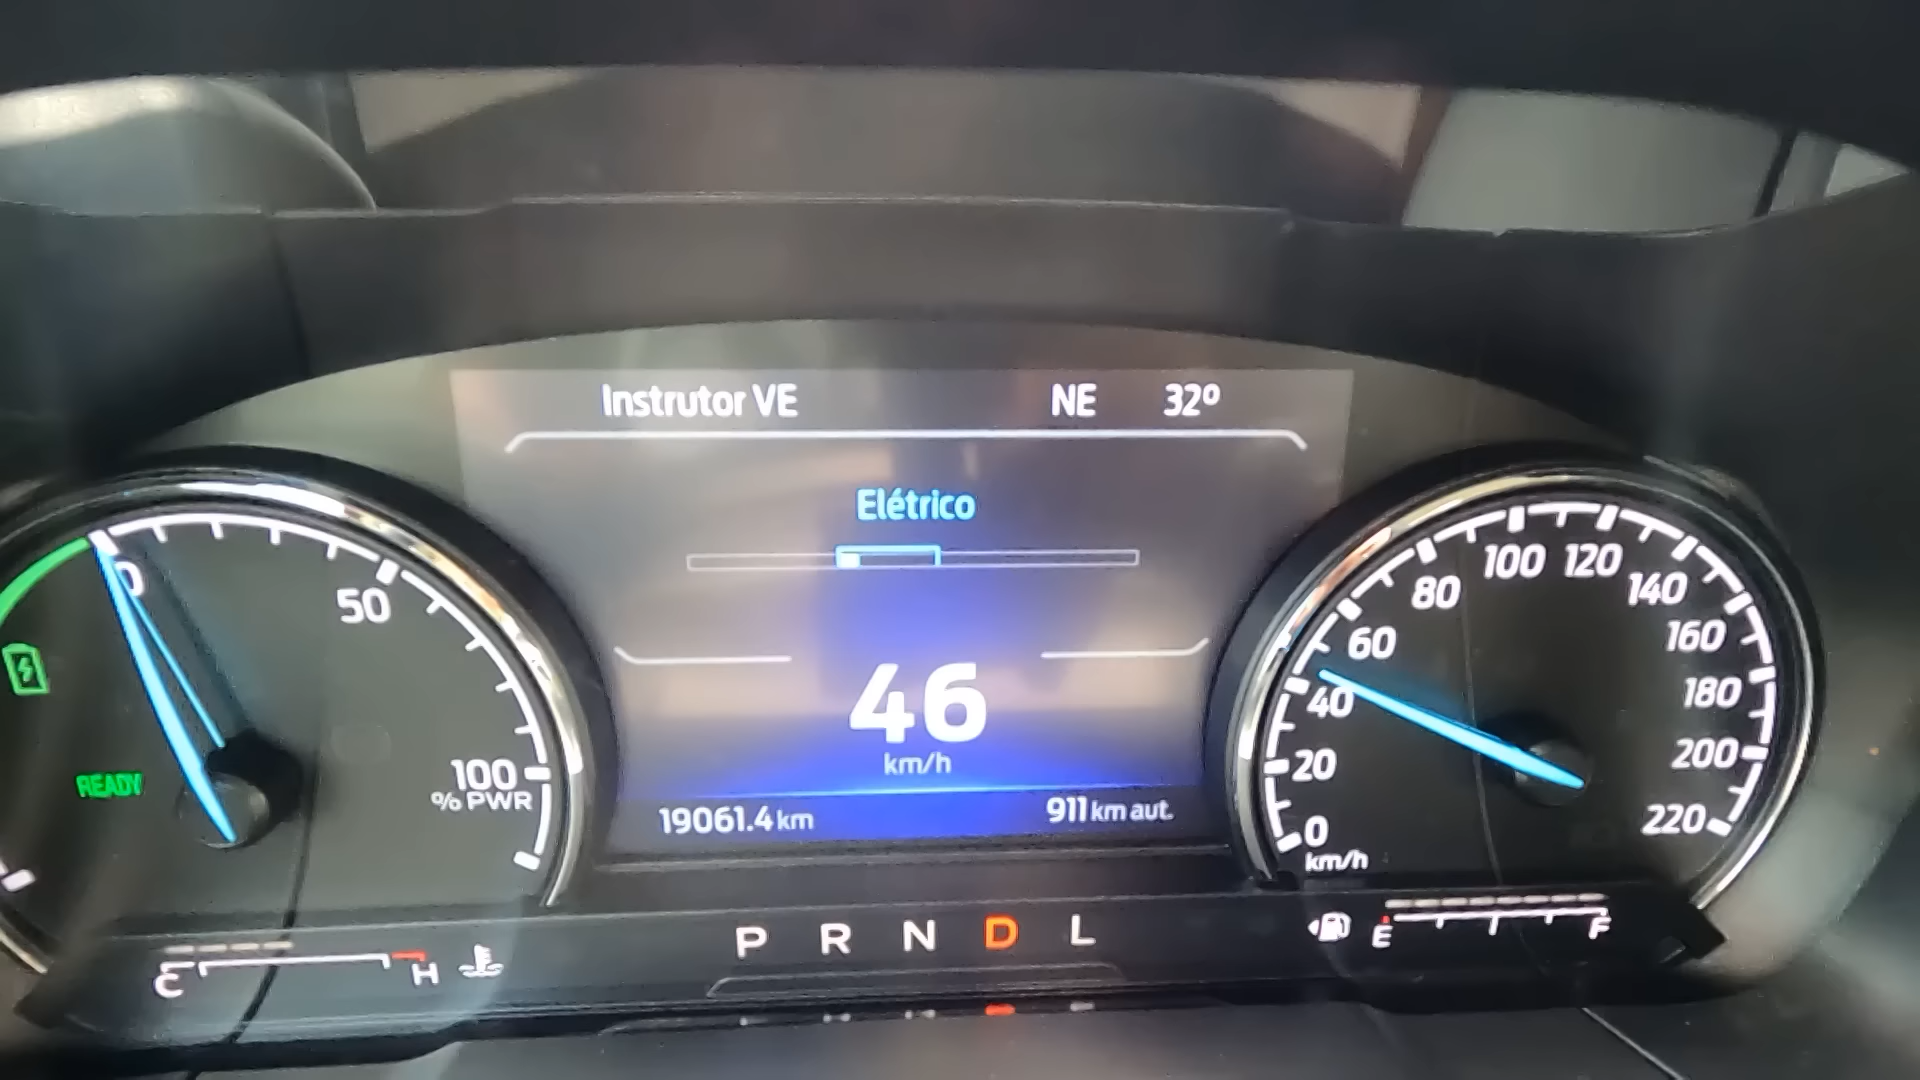 Instrutor VE NE 32º
Elétrico
46
km/h
19061.4 km 911 km aut.
0 50 100
% PWR
READY
0 20 40 60 80 100 120 140 160 180 200 220
km/h
P R N D L
C H
E F